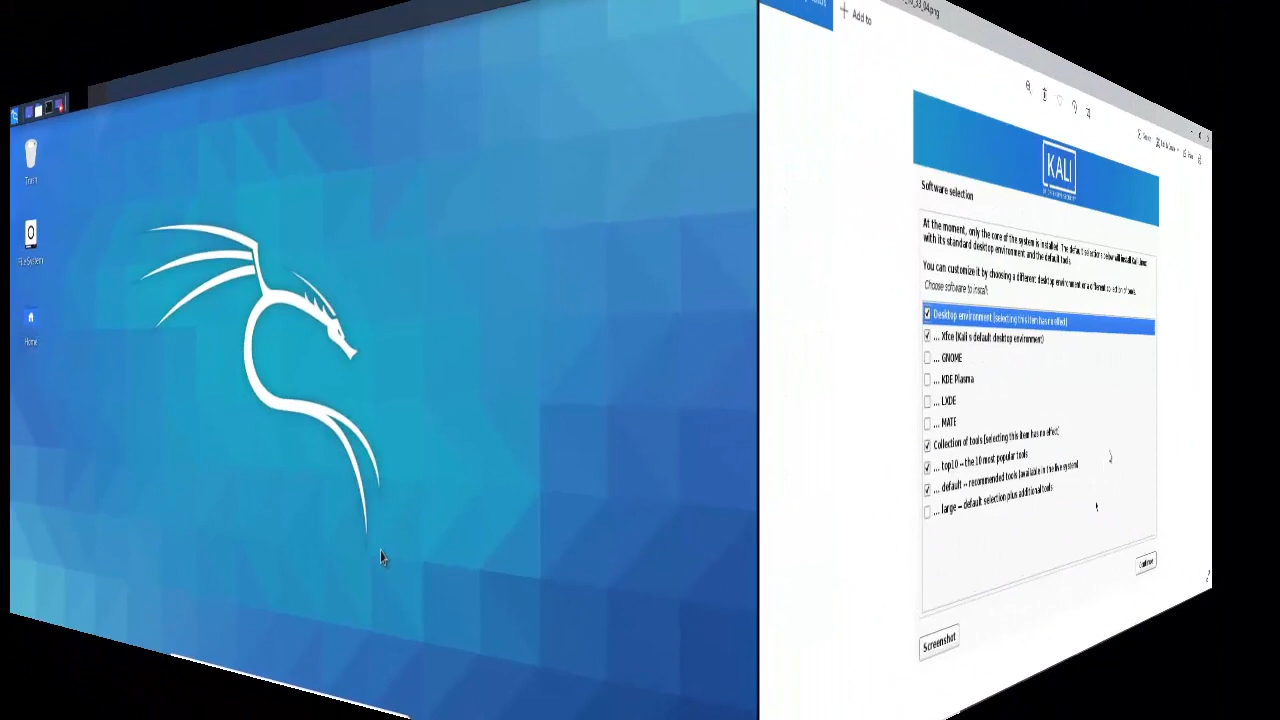 Trash
File System
Home
Add to
KALI
Software selection
At the moment, only the core of the system is installed. The default selections below will install Kali Linux
with its standard desktop environment and the default tools.
You can customize it by choosing a different desktop environment or a different collection of tools.
Choose software to install:
Desktop environment [selecting this item has no effect]
... Xfce (Kali's default desktop environment)
... GNOME
... KDE Plasma
... LXDE
... MATE
Collection of tools [selecting this item has no effect]
... top10 -- the 10 most popular tools
... default -- recommended tools (available in the live system)
... large -- default selection plus additional tools
Continue
Screenshot